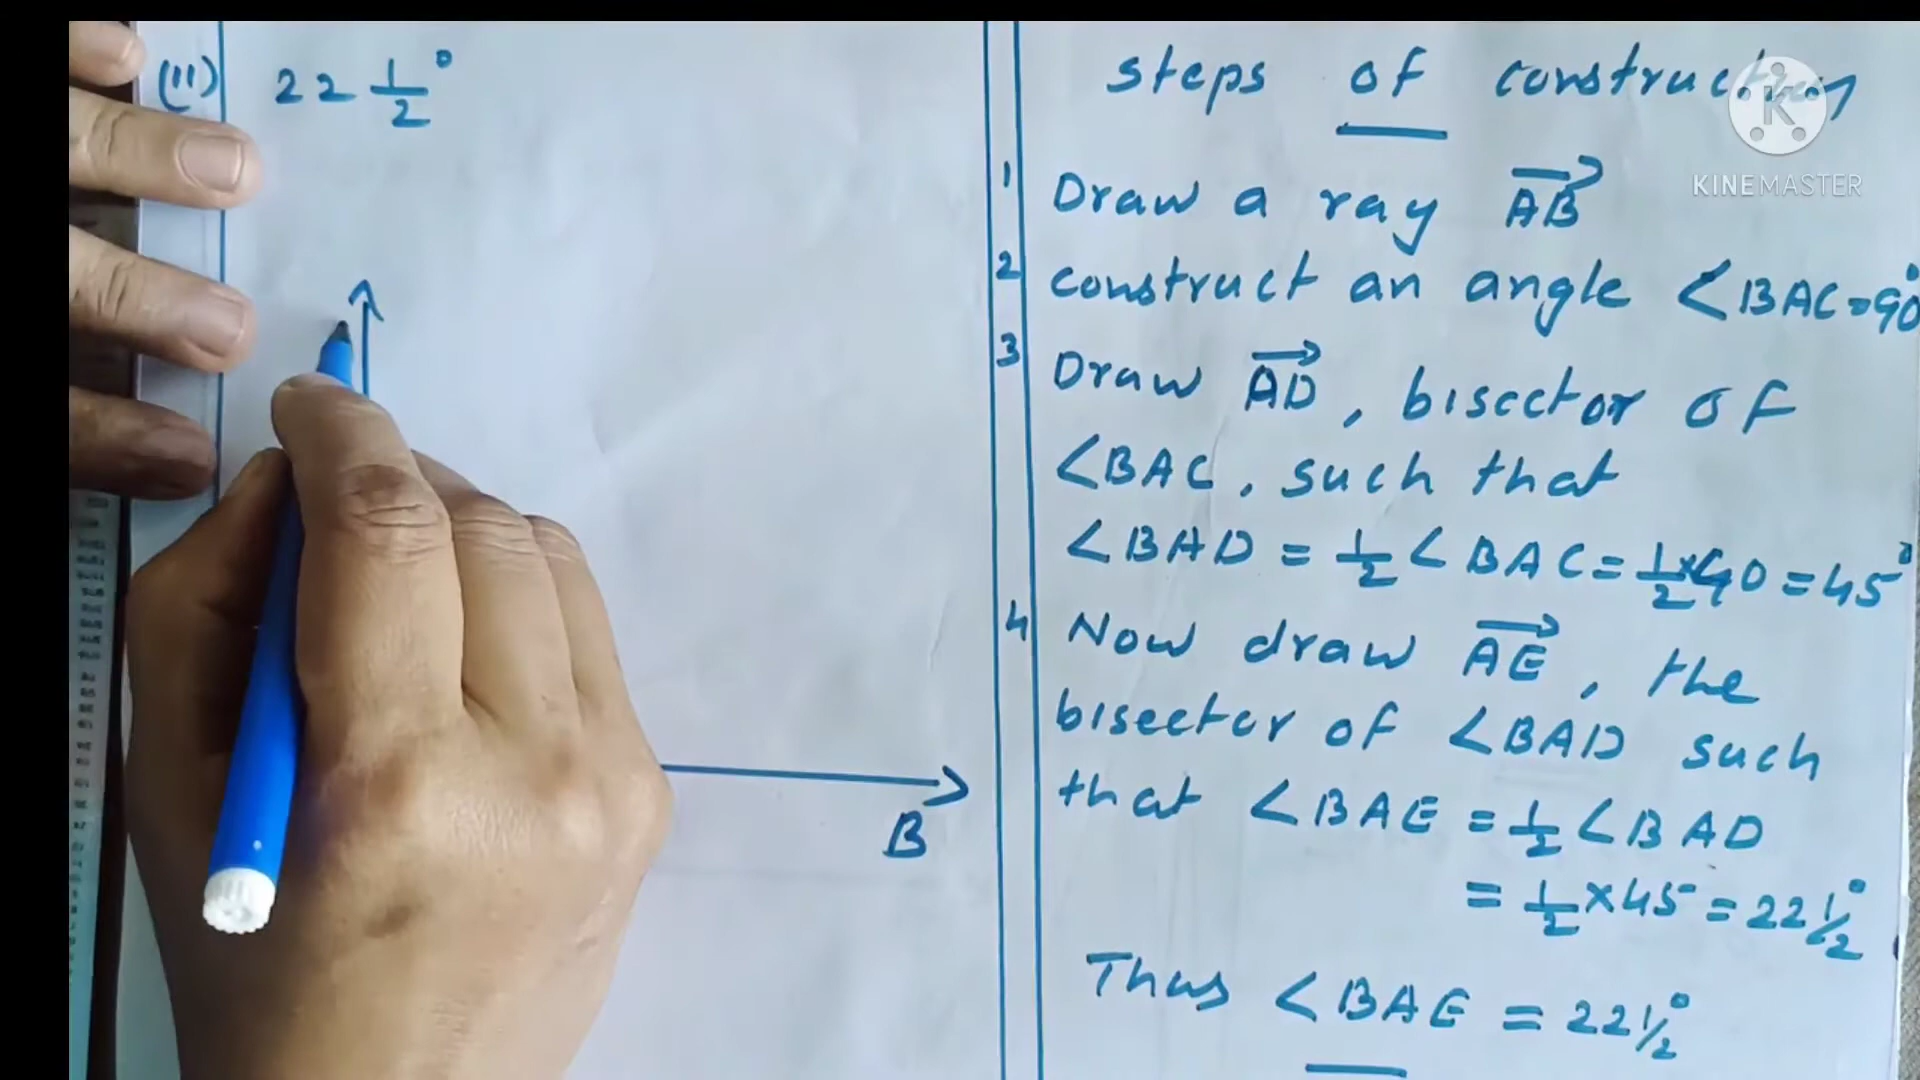 (11) 22 1/2°
B
steps of construction
KINEMASTER
1 Draw a ray AB
2 construct an angle ∠BAC=90°
3 Draw AD, bisector of
∠BAC, such that
∠BAD = 1/2 ∠BAC = 1/2 x 90 = 45°
4 Now draw AE, the
bisector of ∠BAD such
that ∠BAE = 1/2 ∠BAD
= 1/2 × 45 = 22 1/2°
Thus ∠BAE = 22 1/2°